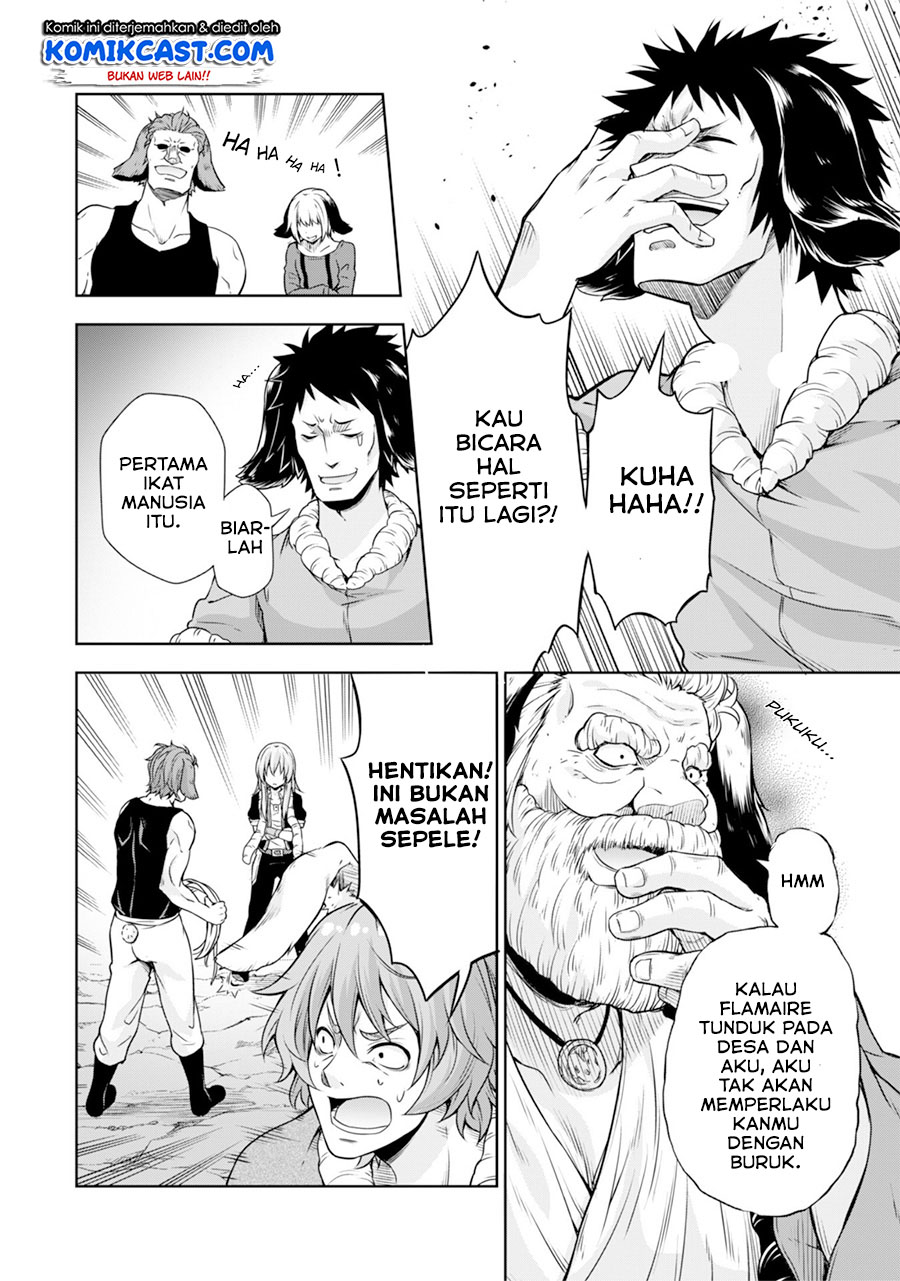 Komik ini diterjemahkan & diedit oleh
KOMIKCAST.COM
BUKAN WEB LAIN!!
KUHA
HAHA!!
KAU
BICARA
HAL
SEPERTI
ITU LAGI?!
HA HA HA HA !
HA...
BIAR-
LAH
PERTAMA
IKAT
MANUSIA
ITU.
PUKUKU...
HMM
KALAU
FLAMAIRE
TUNDUK PADA
DESA DAN
AKU, AKU
TAK AKAN
MEMPERLAKU
KANMU
DENGAN
BURUK.
HENTIKAN!
INI BUKAN
MASALAH
SEPELE!